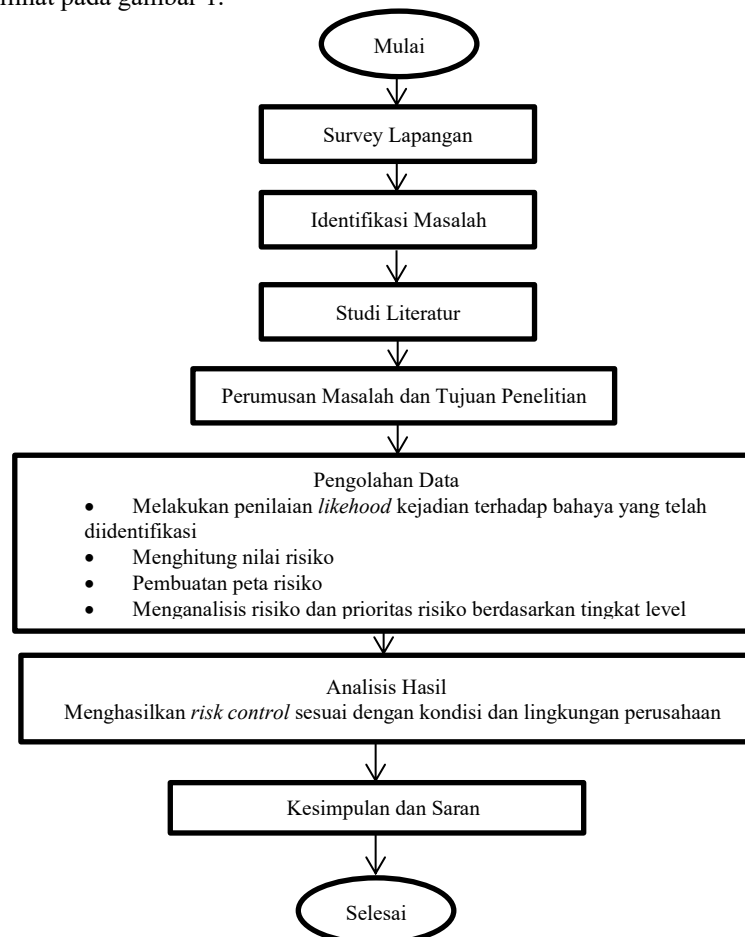 pada gambar 1.
Mulai
Survey Lapangan
Identifikasi Masalah
Studi Literatur
Perumusan Masalah dan Tujuan Penelitian
Pengolahan Data
• Melakukan penilaian likehood kejadian terhadap bahaya yang telah
diidentifikasi
• Menghitung nilai risiko
• Pembuatan peta risiko
• Menganalisis risiko dan prioritas risiko berdasarkan tingkat level
Analisis Hasil
Menghasilkan risk control sesuai dengan kondisi dan lingkungan perusahaan
Kesimpulan dan Saran
Selesai